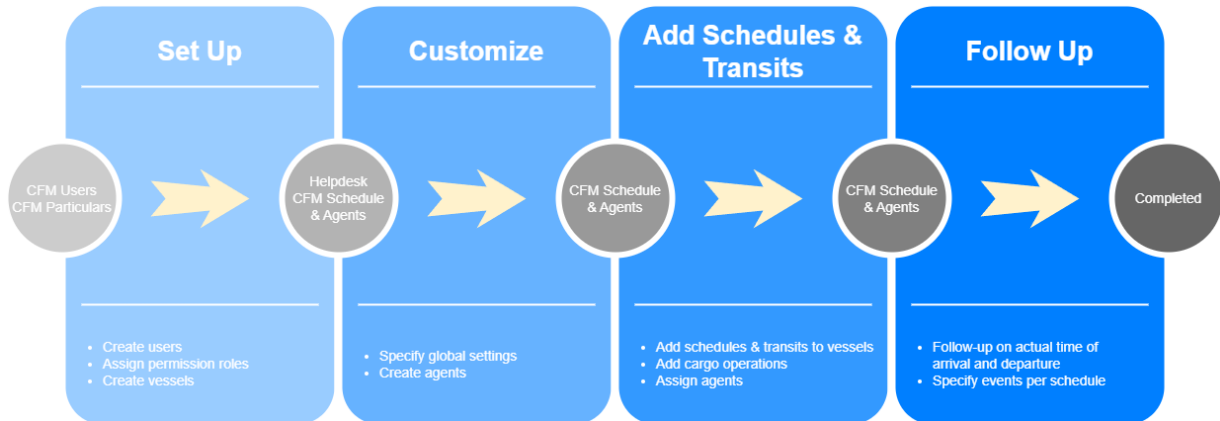 Set Up
Customize
Add Schedules &
Transits
Follow Up
CFM Users
CFM Particulars
Helpdesk
CFM Schedule
& Agents
CFM Schedule
& Agents
CFM Schedule
& Agents
Completed
• Create users
• Assign permission roles
• Create vessels
• Specify global settings
• Create agents
• Add schedules & transits to vessels
• Add cargo operations
• Assign agents
• Follow-up on actual time of
arrival and departure
• Specify events per schedule